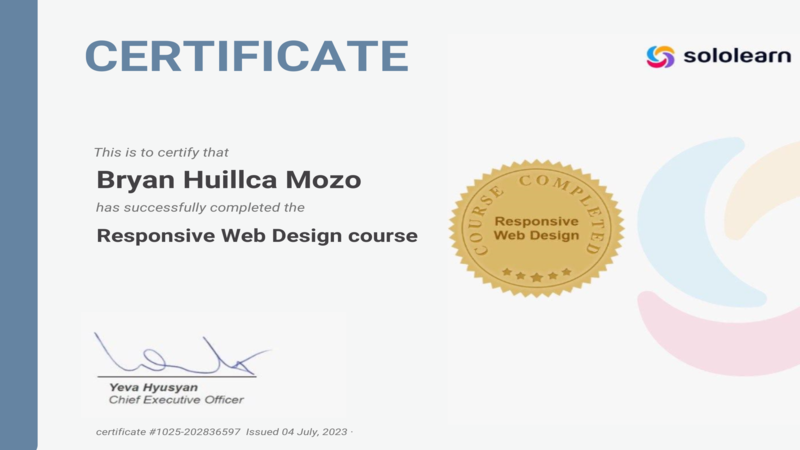 CERTIFICATE
sololearn
This is to certify that
Bryan Huillca Mozo
has successfully completed the
Responsive Web Design course
COURSE COMPLETED
Responsive
Web Design
Yeva Hyusyan
Chief Executive Officer
certificate #1025-202836597 Issued 04 July, 2023 ·